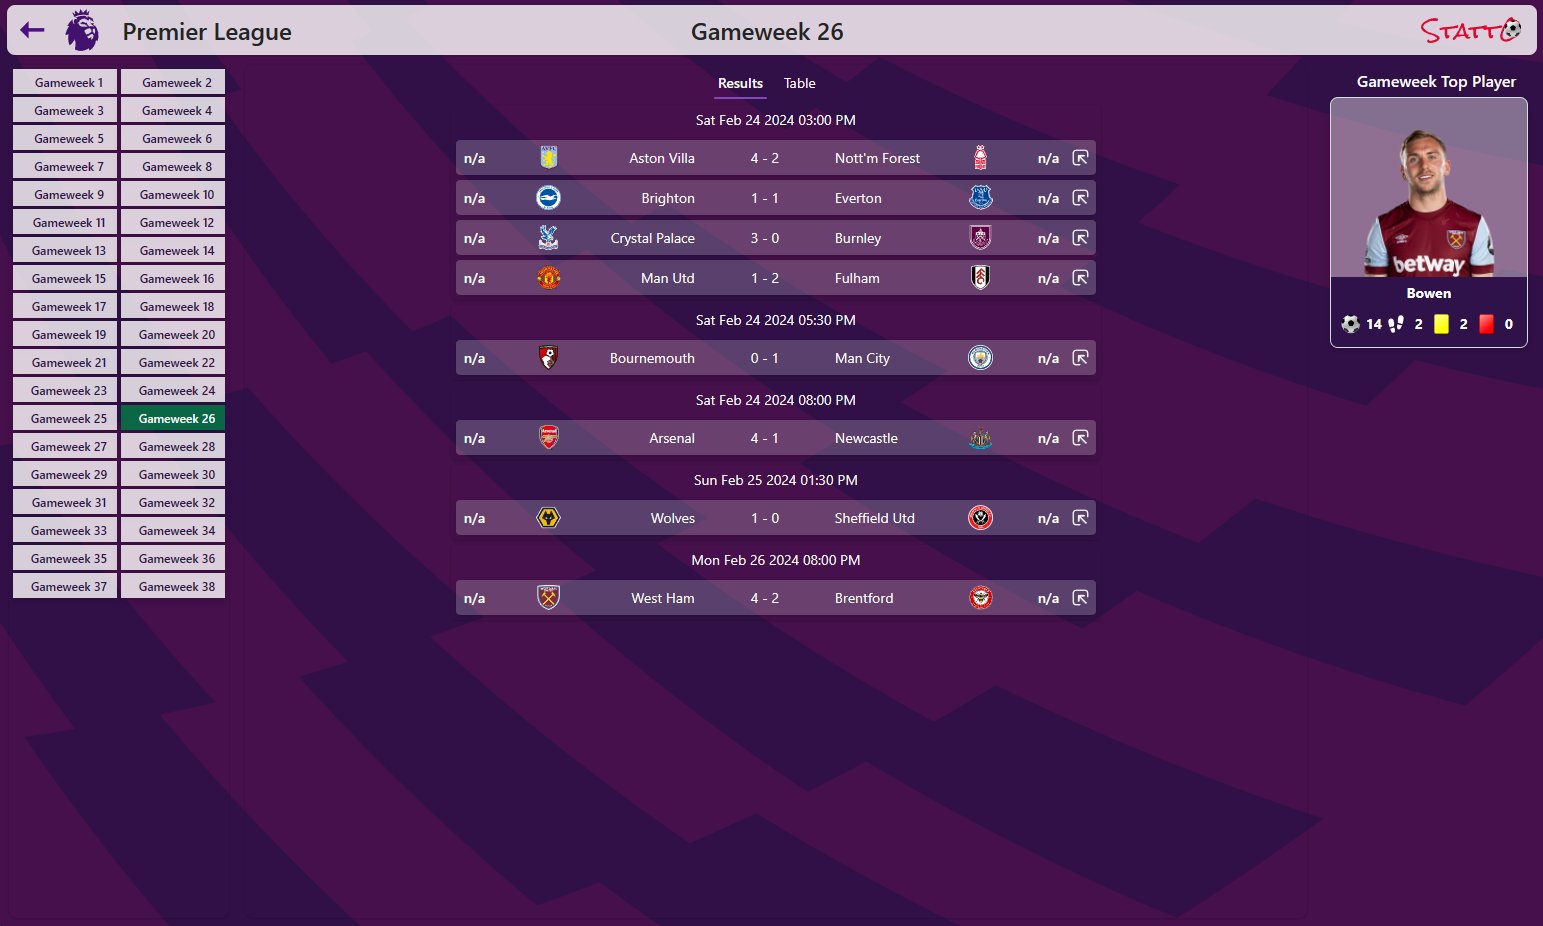 Premier League
Gameweek 26
STATTO
Gameweek 1 Gameweek 2
Gameweek 3 Gameweek 4
Gameweek 5 Gameweek 6
Gameweek 7 Gameweek 8
Gameweek 9 Gameweek 10
Gameweek 11 Gameweek 12
Gameweek 13 Gameweek 14
Gameweek 15 Gameweek 16
Gameweek 17 Gameweek 18
Gameweek 19 Gameweek 20
Gameweek 21 Gameweek 22
Gameweek 23 Gameweek 24
Gameweek 25 Gameweek 26
Gameweek 27 Gameweek 28
Gameweek 29 Gameweek 30
Gameweek 31 Gameweek 32
Gameweek 33 Gameweek 34
Gameweek 35 Gameweek 36
Gameweek 37 Gameweek 38
Results Table
Sat Feb 24 2024 03:00 PM
n/a Aston Villa 4 - 2 Nott'm Forest n/a
n/a Brighton 1 - 1 Everton n/a
n/a Crystal Palace 3 - 0 Burnley n/a
n/a Man Utd 1 - 2 Fulham n/a
Sat Feb 24 2024 05:30 PM
n/a Bournemouth 0 - 1 Man City n/a
Sat Feb 24 2024 08:00 PM
n/a Arsenal 4 - 1 Newcastle n/a
Sun Feb 25 2024 01:30 PM
n/a Wolves 1 - 0 Sheffield Utd n/a
Mon Feb 26 2024 08:00 PM
n/a West Ham 4 - 2 Brentford n/a
Gameweek Top Player
betway
Bowen
14 2 2 0